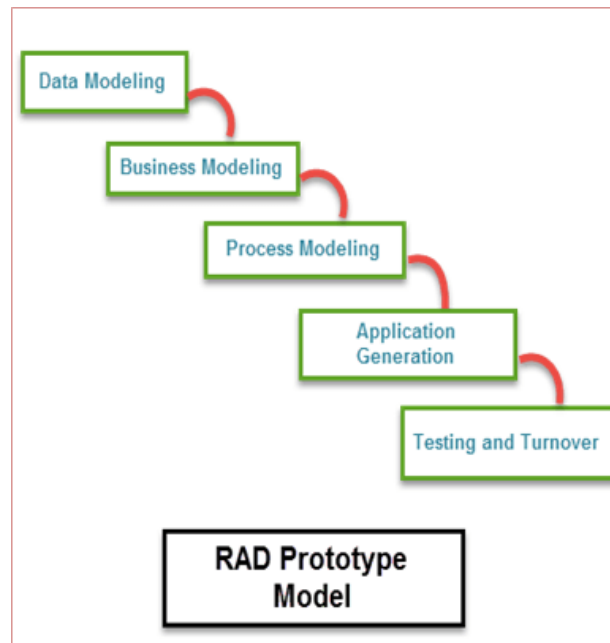 Data Modeling
Business Modeling
Process Modeling
Application
Generation
Testing and Turnover
RAD Prototype
Model